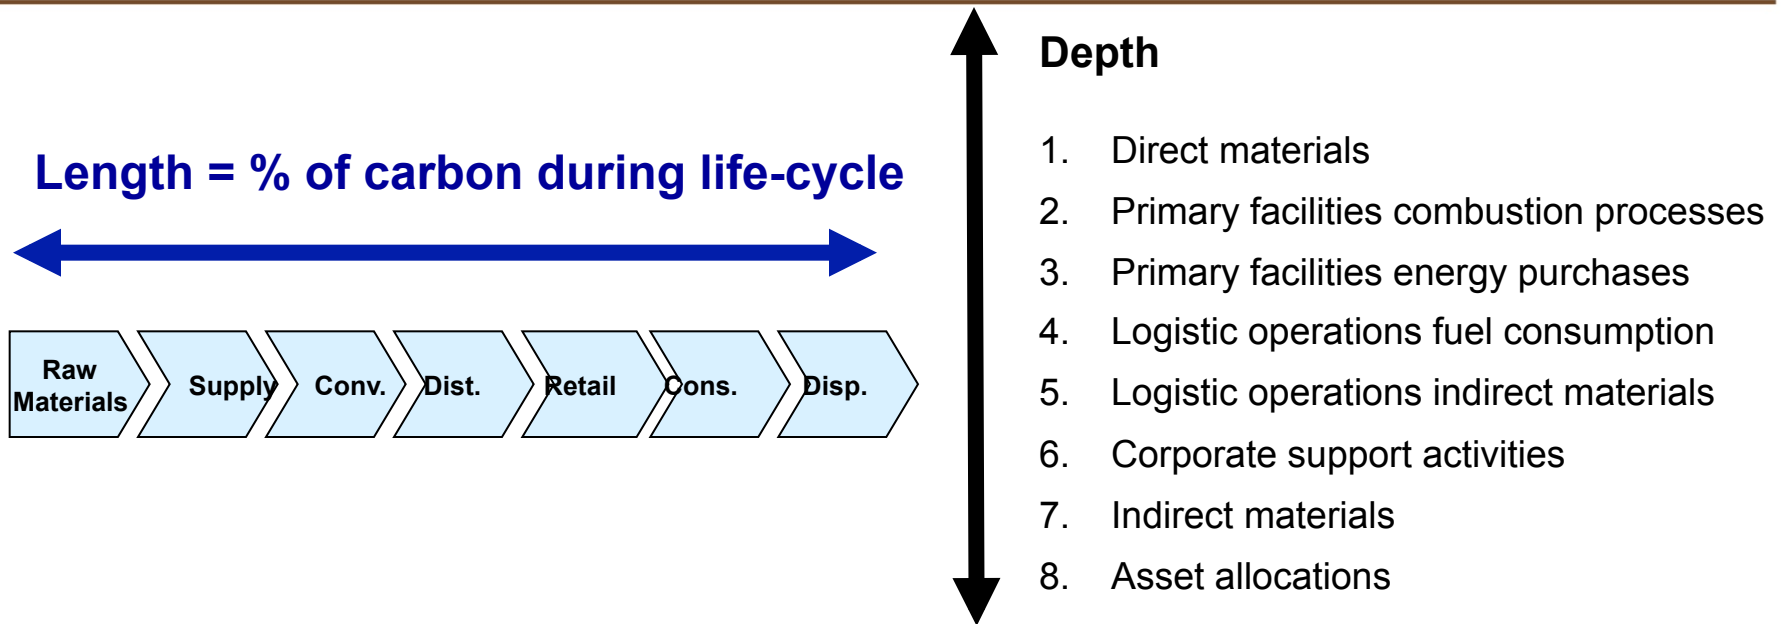 Length = % of carbon during life-cycle
Raw
Materials
Supply
Conv.
Dist.
Retail
Cons.
Disp.
Depth
1. Direct materials
2. Primary facilities combustion processes
3. Primary facilities energy purchases
4. Logistic operations fuel consumption
5. Logistic operations indirect materials
6. Corporate support activities
7. Indirect materials
8. Asset allocations